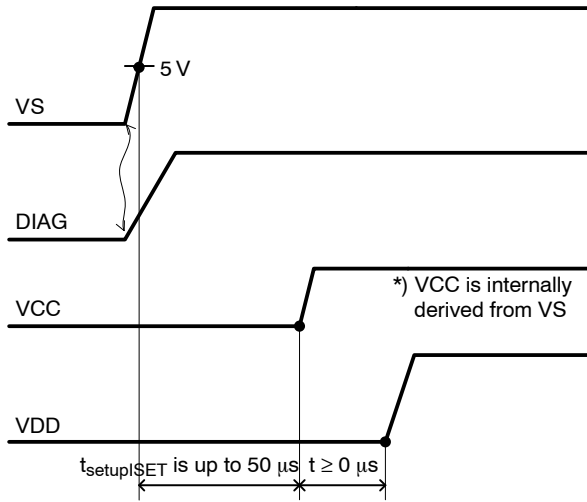 5 V
VS
DIAG
*) VCC is internally
derived from VS
VCC
VDD
tsetupISET is up to 50 μs
t ≥ 0 μs